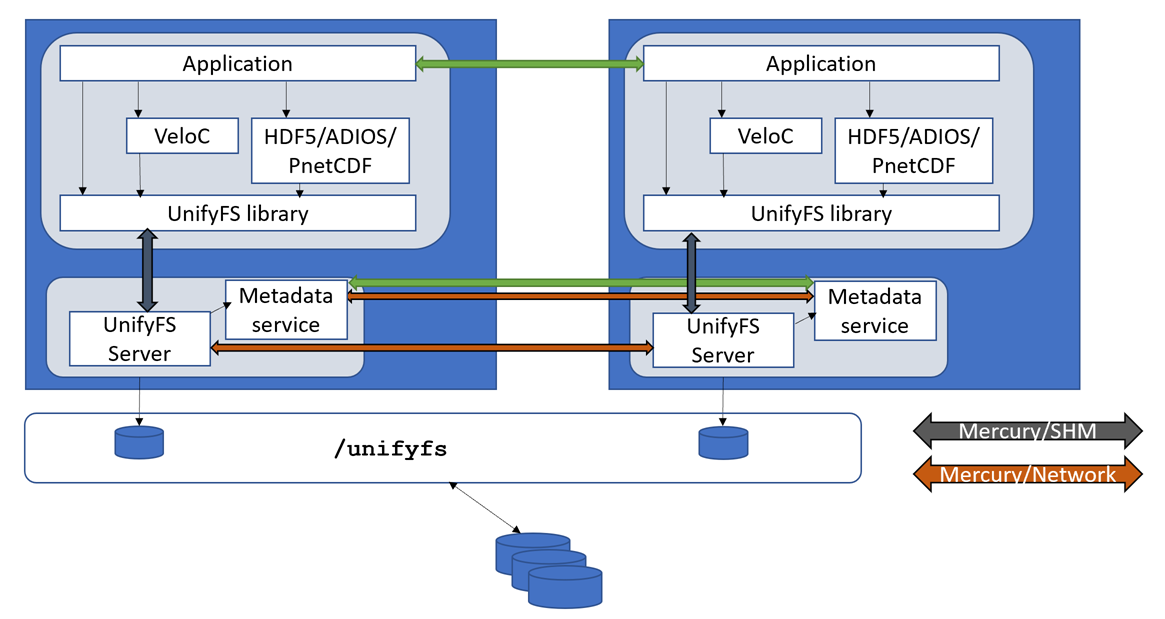 Application
VeloC
HDF5/ADIOS/
PnetCDF
UnifyFS library
Metadata
service
UnifyFS
Server
Application
VeloC
HDF5/ADIOS/
PnetCDF
UnifyFS library
Metadata
service
UnifyFS
Server
/unifyfs
Mercury/SHM
Mercury/Network